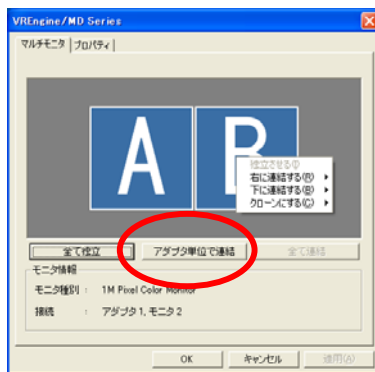 VREngine/MD Series
マルチモニタ プロパティ
A B
独立させる(I)
右に連結する(R)
下に連結する(B)
クローンにする(C)
全て独立 アダプタ単位で連結 全て連結
モニタ情報
モニタ種別： 1M Pixel Color Monitor
接続 ： アダプタ 1, モニタ 2
OK キャンセル 適用(A)